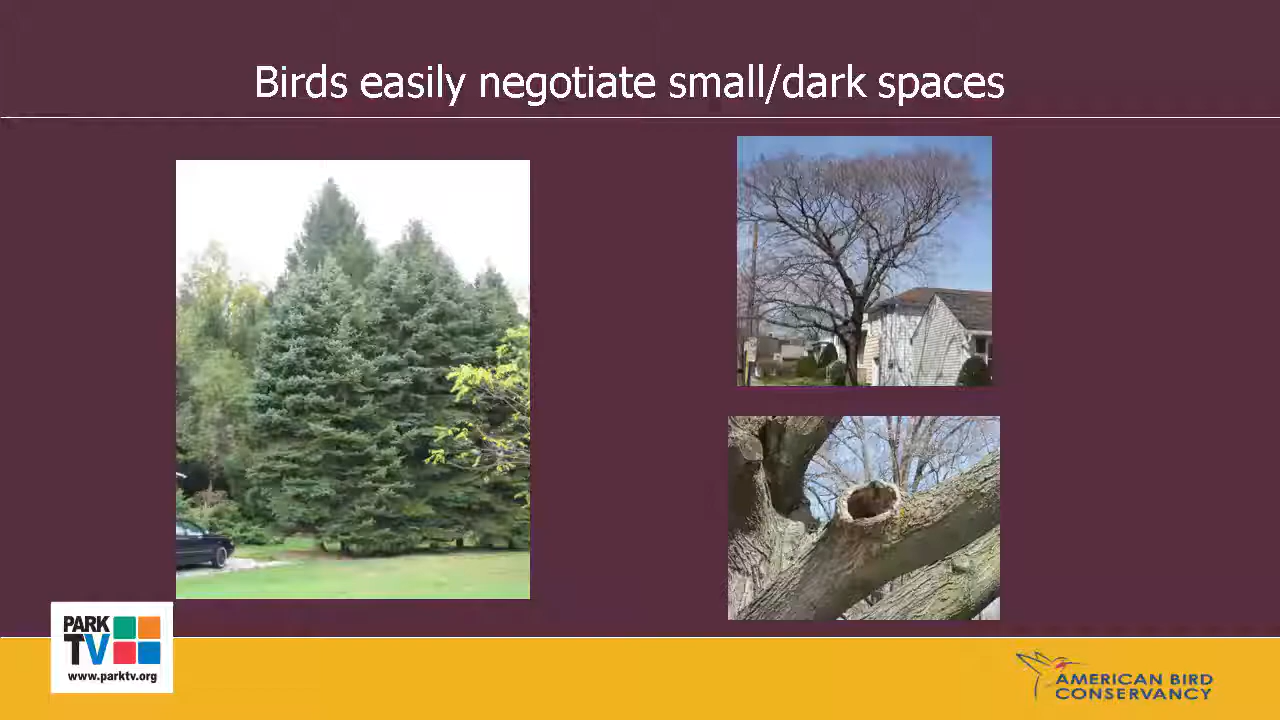 Birds easily negotiate small/dark spaces
PARK
TV
www.parktv.org
AMERICAN BIRD
CONSERVANCY